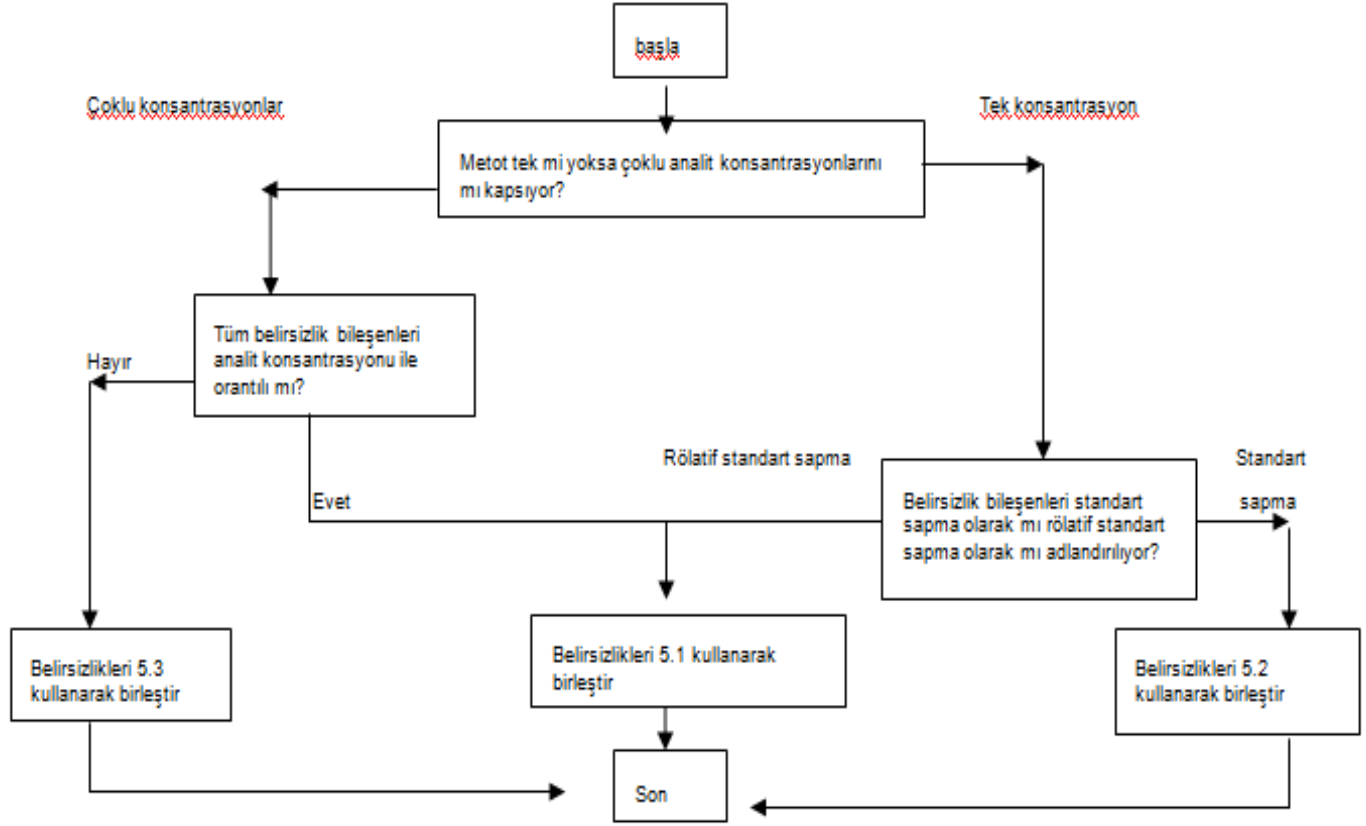 başla
Çoklu konsantrasyonlar
Tek konsantrasyon
Metot tek mi yoksa çoklu analit konsantrasyonlarını
mı kapsıyor?
Tüm belirsizlik bileşenleri
analit konsantrasyonu ile
orantılı mı?
Hayır
Evet
Rölatif standart sapma
Belirsizlik bileşenleri standart
sapma olarak mı rölatif standart
sapma olarak mı adlandırılıyor?
Standart
sapma
Belirsizlikleri 5.3
kullanarak birleştir
Belirsizlikleri 5.1 kullanarak
birleştir
Belirsizlikleri 5.2
kullanarak birleştir
Son